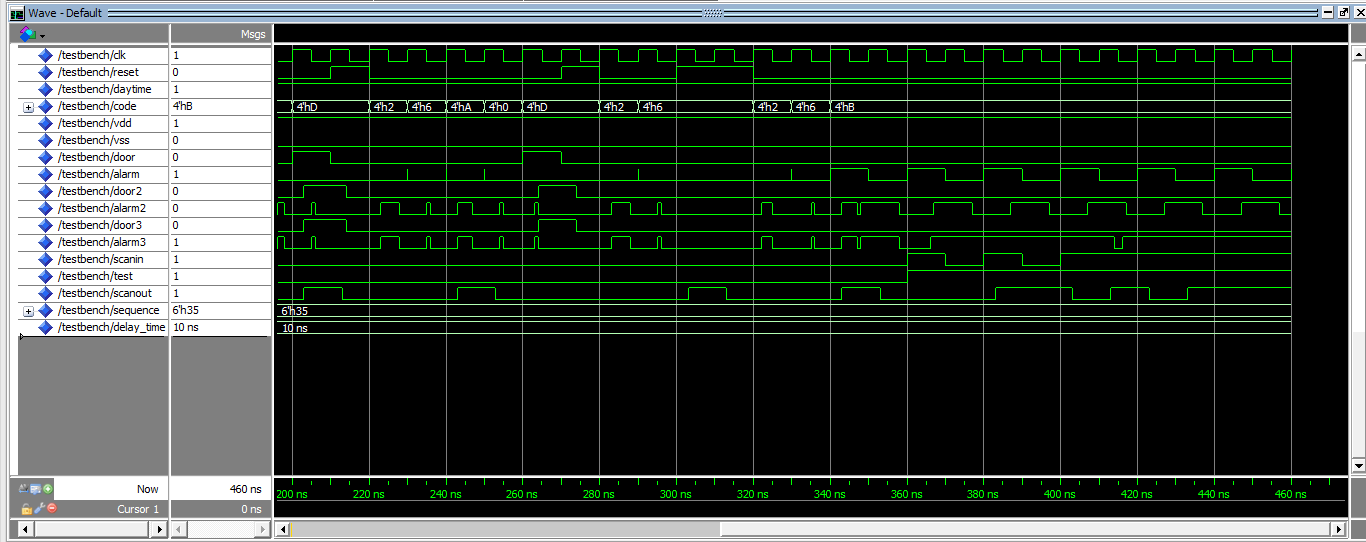 Wave - Default
Msgs
/testbench/clk 1
/testbench/reset 0
/testbench/daytime 1
/testbench/code 4'hB 4'hD 4'h2 4'h6 4'hA 4'h0 4'hD 4'h2 4'h6 4'h2 4'h6 4'hB
/testbench/vdd 1
/testbench/vss 0
/testbench/door 0
/testbench/alarm 1
/testbench/door2 0
/testbench/alarm2 0
/testbench/door3 0
/testbench/alarm3 1
/testbench/scanin 1
/testbench/test 1
/testbench/scanout 1
/testbench/sequence 6'h35 6'h35
/testbench/delay_time 10 ns 10 ns
Now 460 ns 200 ns 220 ns 240 ns 260 ns 280 ns 300 ns 320 ns 340 ns 360 ns 380 ns 400 ns 420 ns 440 ns 460 ns
Cursor 1 0 ns